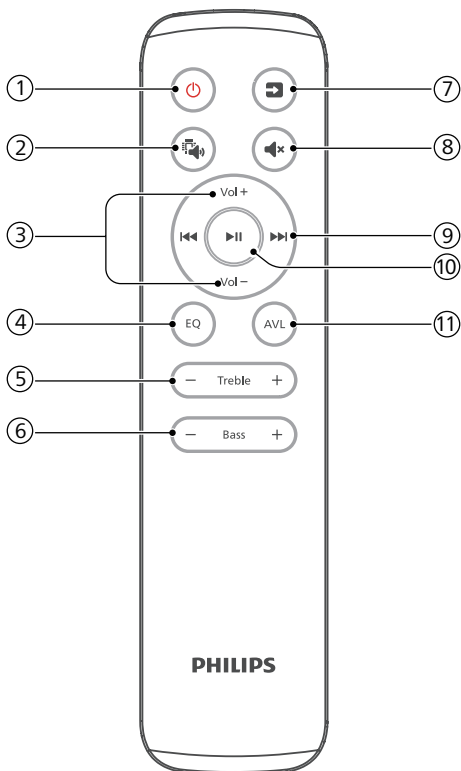 1
7
2
8
Vol +
3
9
10
Vol −
4
EQ
AVL
11
5
− Treble +
6
− Bass +
PHILIPS